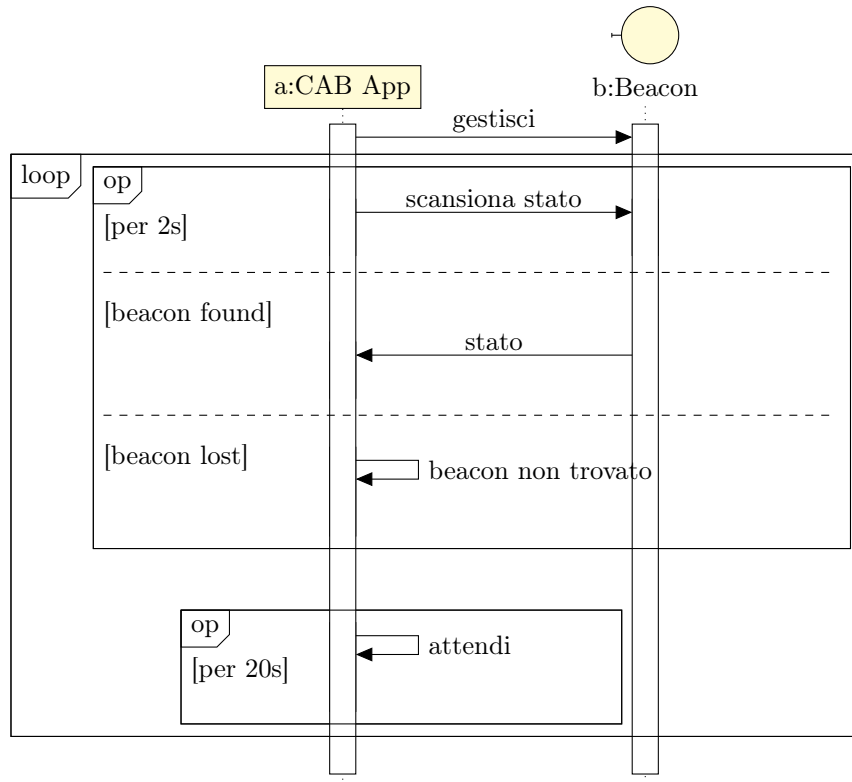 a:CAB App
b:Beacon
gestisci
loop
op
scansiona stato
[per 2s]
[beacon found]
stato
[beacon lost]
beacon non trovato
op
attendi
[per 20s]